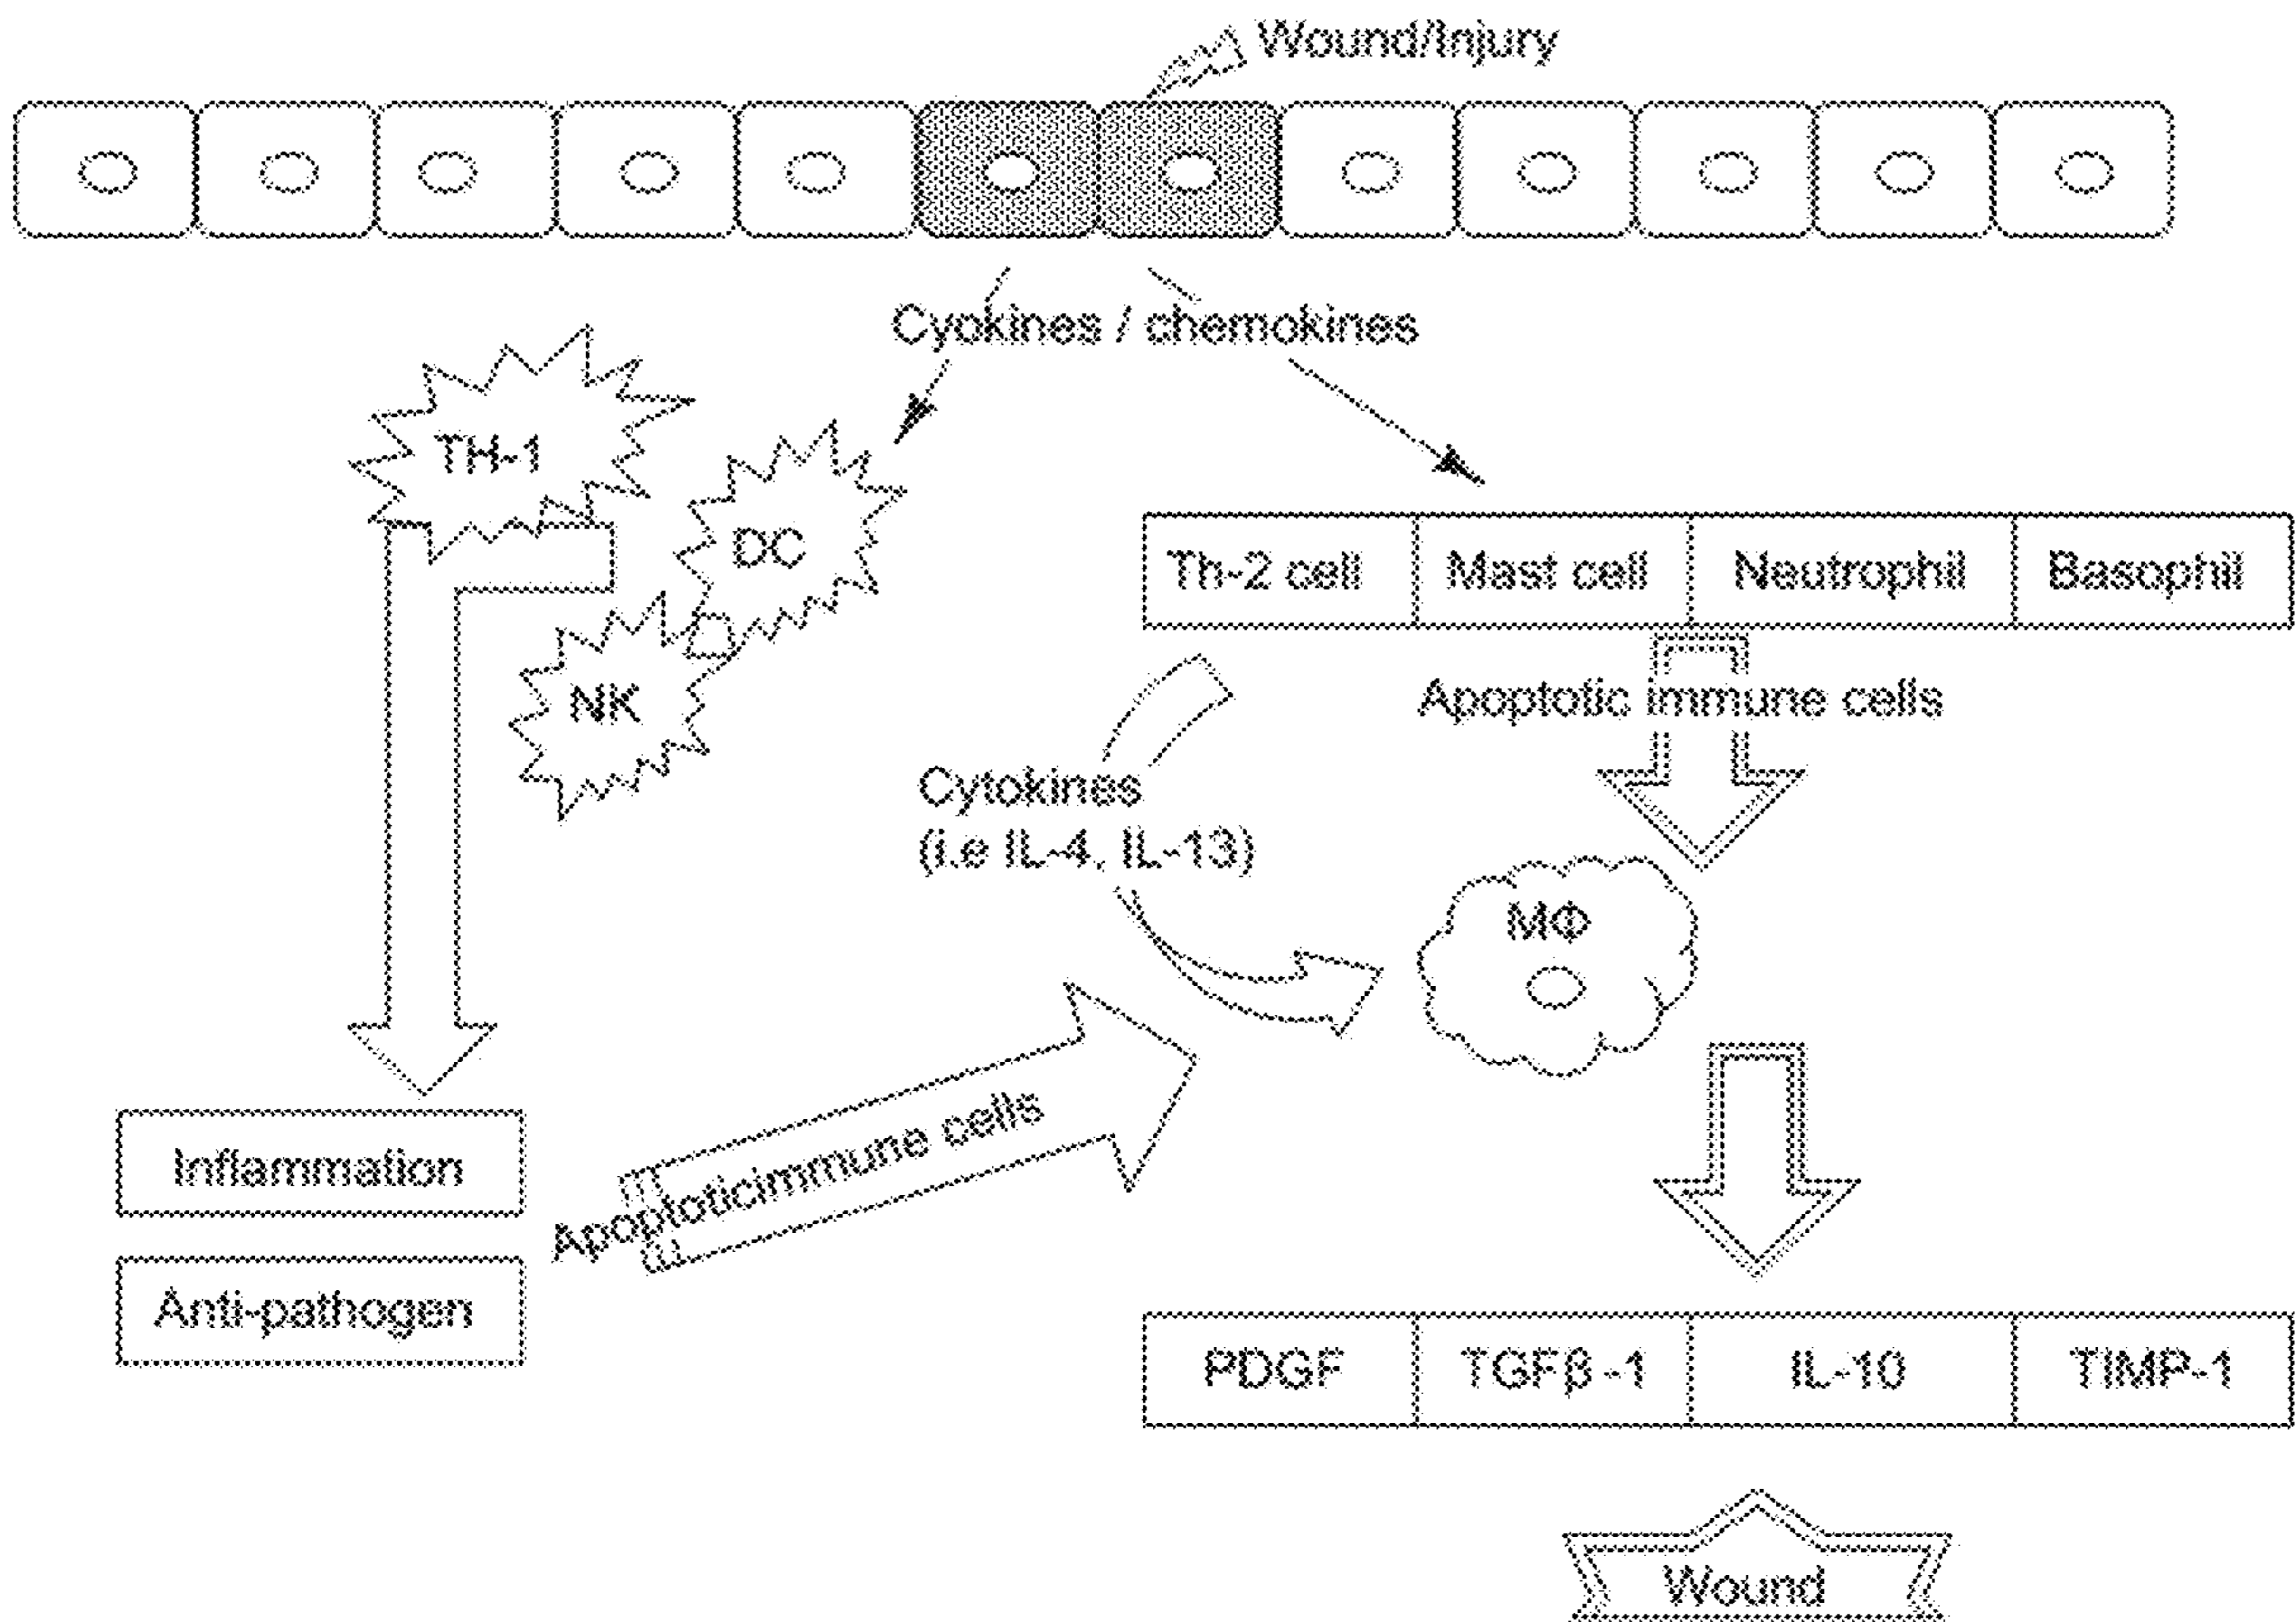 Wound/Injury
Cyokines / chemokines
TH-1
DC
NK
Th-2 cell
Mast cell
Neutrophil
Basophil
Apoptotic immune cells
Cytokines
(i.e IL-4, IL-13)
MΦ
Inflammation
Anti-pathogen
Apoptoticimmune cells
PDGF
TGFβ -1
IL-10
TIMP-1
Wound